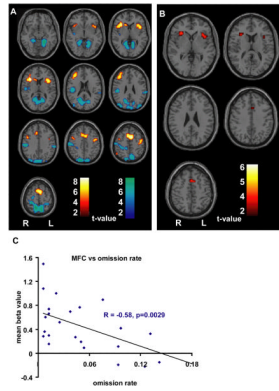 A
B
8
6
4
2
8
6
4
2
t-value
R L
6
5
4
3
2
t-value
R L
C
MFC vs omission rate
1.6
1.2
0.8
0.4
0
-0.4
R = -0.58, p=0.0029
0.06
0.12
0.18
mean beta value
omission rate